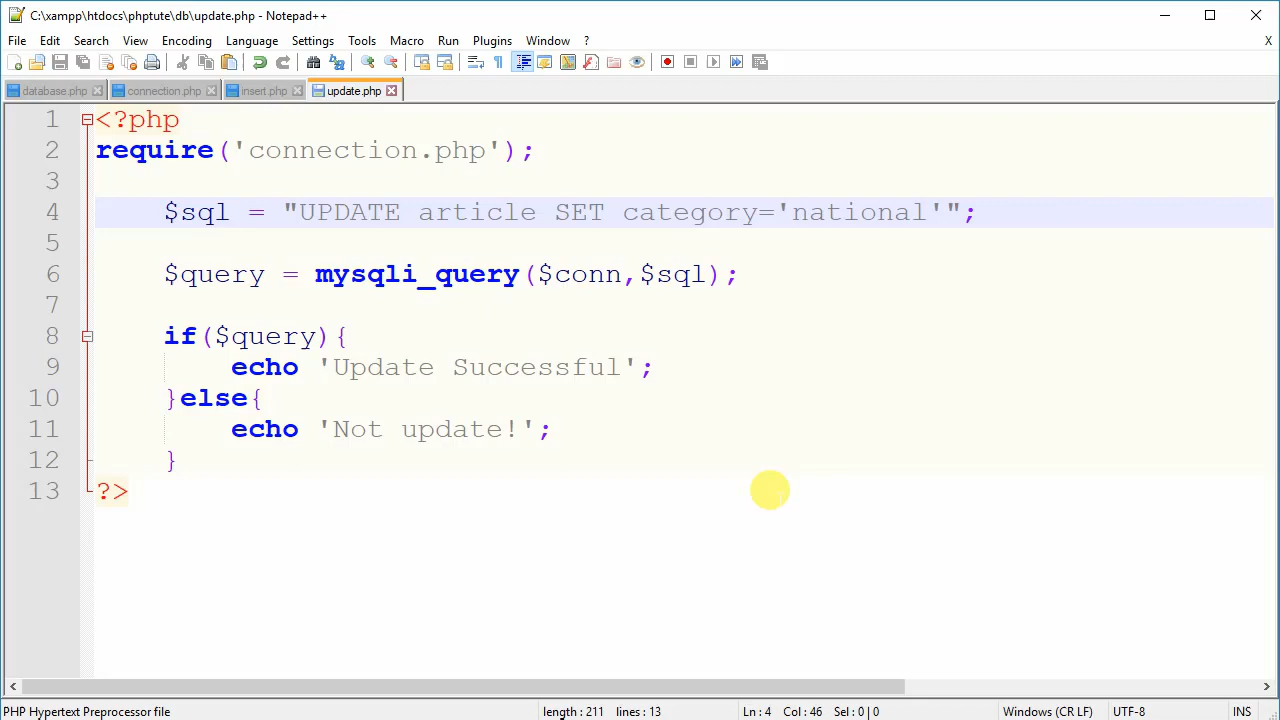 C:\xampp\htdocs\phptute\db\update.php - Notepad++
File Edit Search View Encoding Language Settings Tools Macro Run Plugins Window ? X
database.php connection.php insert.php update.php
1 <?php
2 require('connection.php');
3
4 $sql = "UPDATE article SET category='national'";
5
6 $query = mysqli_query($conn,$sql);
7
8 if($query){
9 echo 'Update Successful';
10 }else{
11 echo 'Not update!';
12 }
13 ?>
PHP Hypertext Preprocessor file length : 211 lines : 13 Ln : 4 Col : 46 Sel : 0 | 0 Windows (CR LF) UTF-8 INS